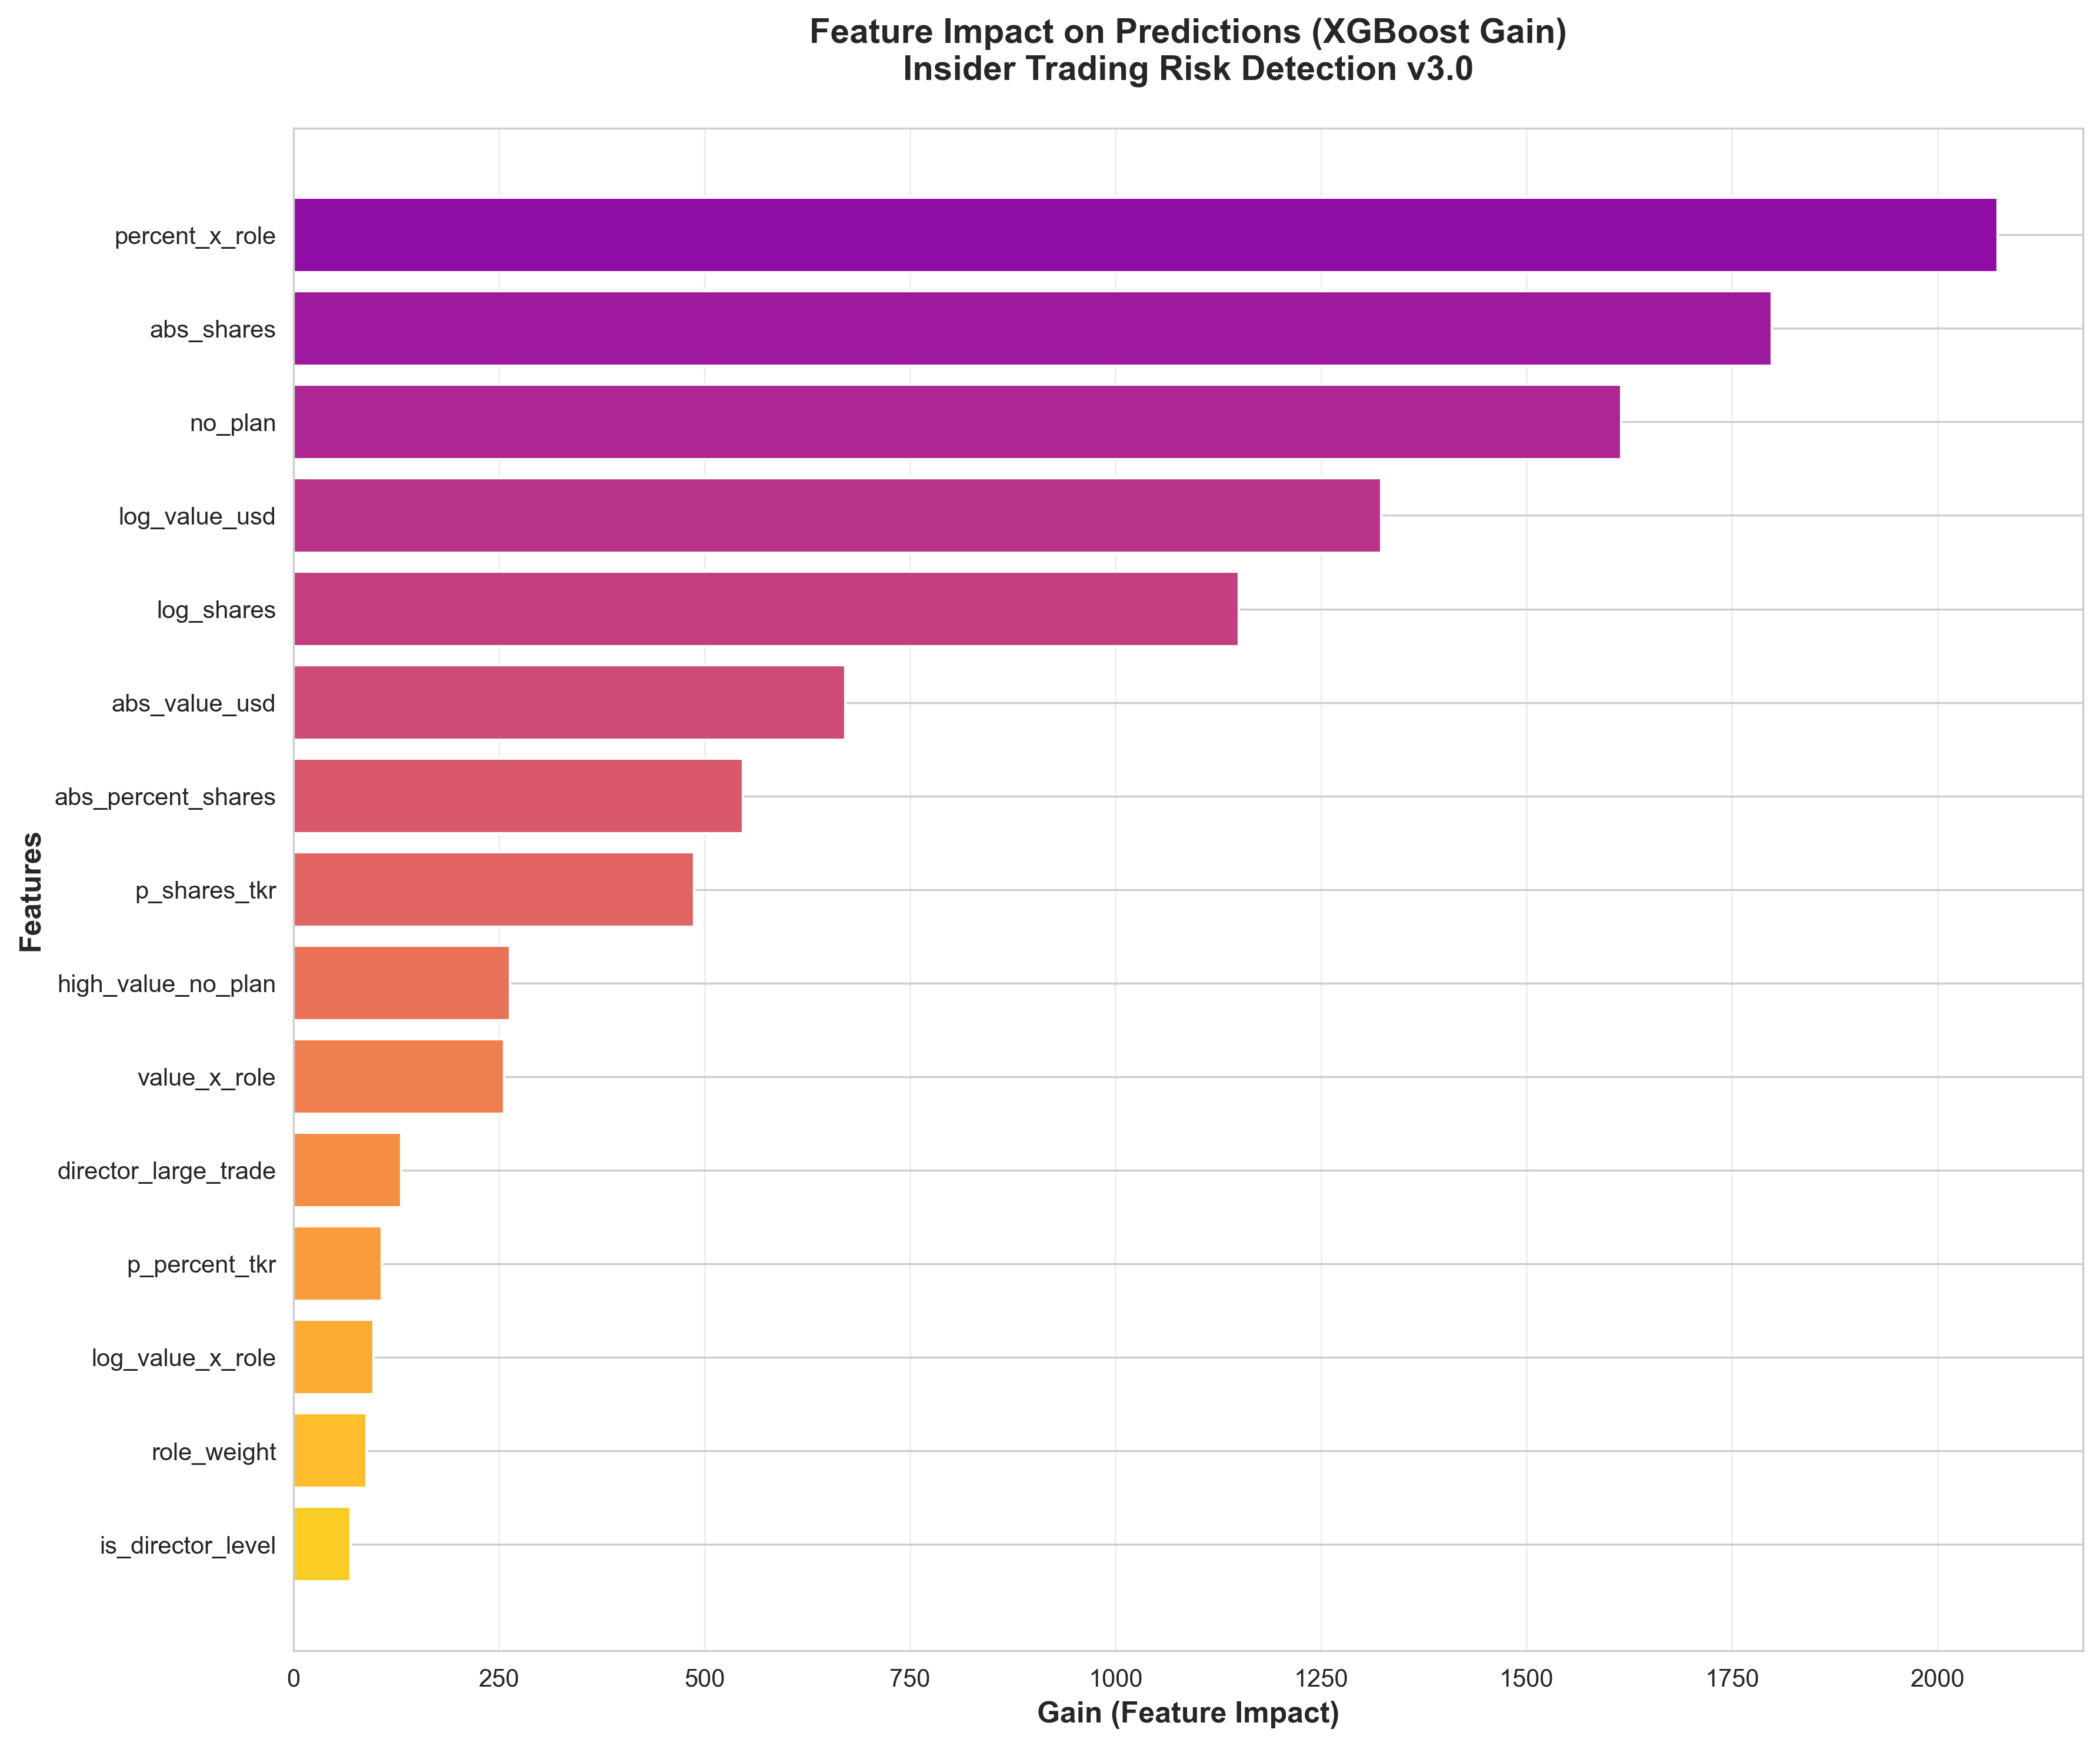 Feature Impact on Predictions (XGBoost Gain)
Insider Trading Risk Detection v3.0
Features
percent_x_role
abs_shares
no_plan
log_value_usd
log_shares
abs_value_usd
abs_percent_shares
p_shares_tkr
high_value_no_plan
value_x_role
director_large_trade
p_percent_tkr
log_value_x_role
role_weight
is_director_level
0 250 500 750 1000 1250 1500 1750 2000
Gain (Feature Impact)